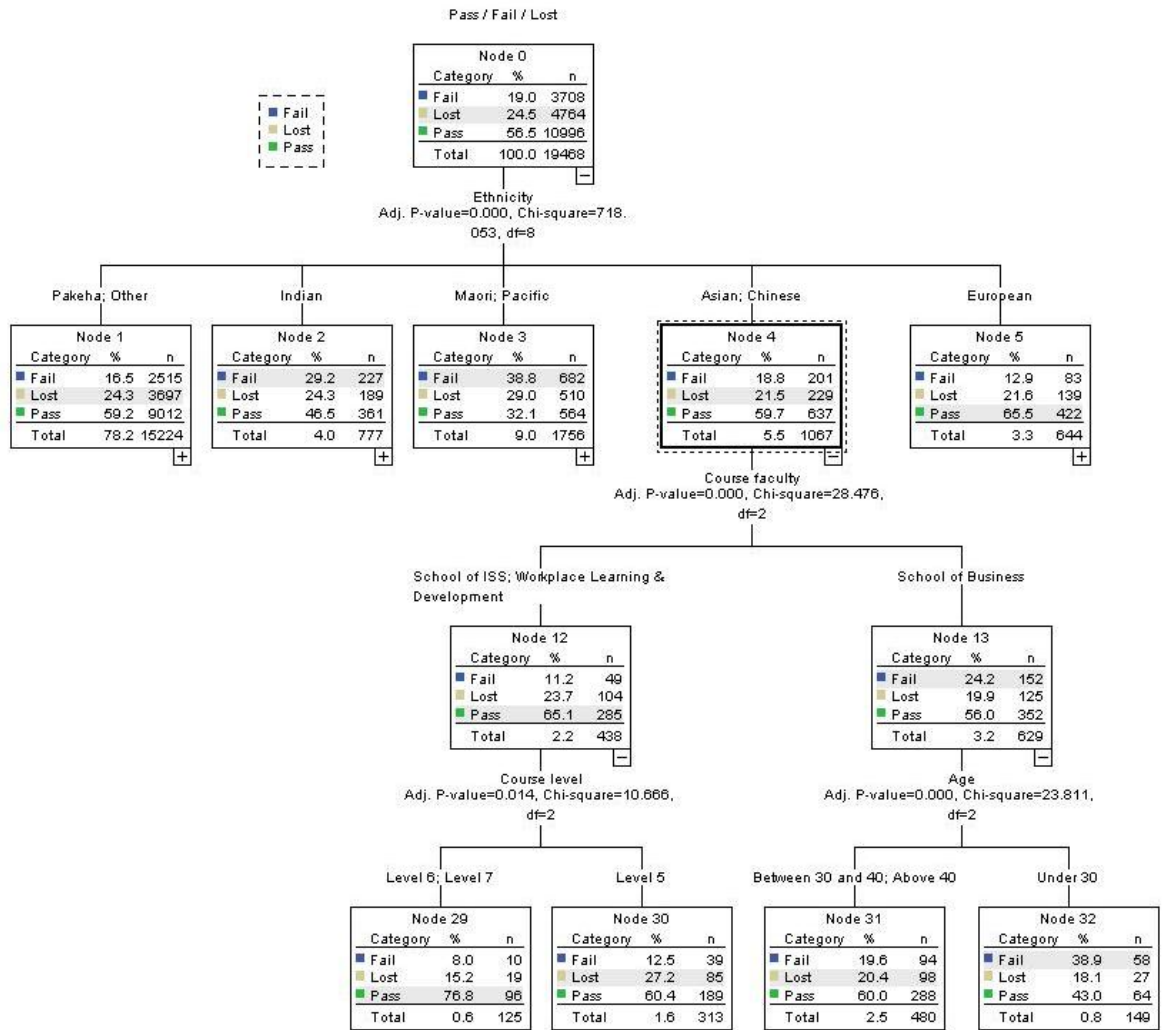 Pass / Fail / Lost
Fail
Lost
Pass
Node 0
Category % n
Fail 19.0 3708
Lost 24.5 4764
Pass 56.5 10996
Total 100.0 19468
Ethnicity
Adj. P-value=0.000, Chi-square=718.
053, df=8
Pakeha; Other
Node 1
Category % n
Fail 16.5 2515
Lost 24.3 3697
Pass 59.2 9012
Total 78.2 15224
Indian
Node 2
Category % n
Fail 29.2 227
Lost 24.3 189
Pass 46.5 361
Total 4.0 777
Maori; Pacific
Node 3
Category % n
Fail 38.8 682
Lost 29.0 510
Pass 32.1 564
Total 9.0 1756
Asian; Chinese
Node 4
Category % n
Fail 18.8 201
Lost 21.5 229
Pass 59.7 637
Total 5.5 1067
European
Node 5
Category % n
Fail 12.9 83
Lost 21.6 139
Pass 65.5 422
Total 3.3 644
Course faculty
Adj. P-value=0.000, Chi-square=28.476,
df=2
School of ISS; Workplace Learning &
Development
Node 12
Category % n
Fail 11.2 49
Lost 23.7 104
Pass 65.1 285
Total 2.2 438
School of Business
Node 13
Category % n
Fail 24.2 152
Lost 19.9 125
Pass 56.0 352
Total 3.2 629
Course level
Adj. P-value=0.014, Chi-square=10.666,
df=2
Age
Adj. P-value=0.000, Chi-square=23.811,
df=2
Level 6; Level 7
Node 29
Category % n
Fail 8.0 10
Lost 15.2 19
Pass 76.8 96
Total 0.6 125
Level 5
Node 30
Category % n
Fail 12.5 39
Lost 27.2 85
Pass 60.4 189
Total 1.6 313
Between 30 and 40; Above 40
Node 31
Category % n
Fail 19.6 94
Lost 20.4 98
Pass 60.0 288
Total 2.5 480
Under 30
Node 32
Category % n
Fail 38.9 58
Lost 18.1 27
Pass 43.0 64
Total 0.8 149